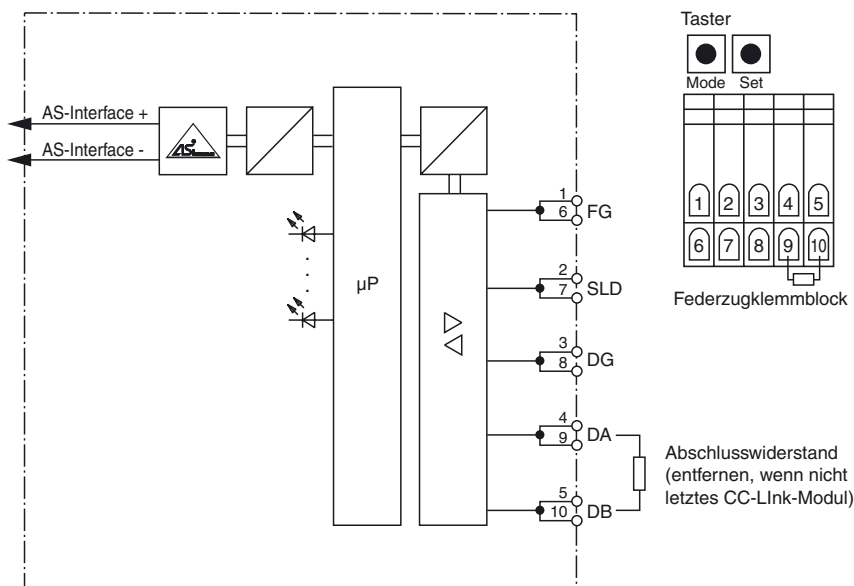 Taster
Mode Set
AS-Interface +
AS-Interface -
µP
1
6
FG
2
7
SLD
3
8
DG
4
9
DA
5
10
DB
1 2 3 4 5
6 7 8 9 10
Federzugklemmblock
Abschlusswiderstand
(entfernen, wenn nicht
letztes CC-LInk-Modul)